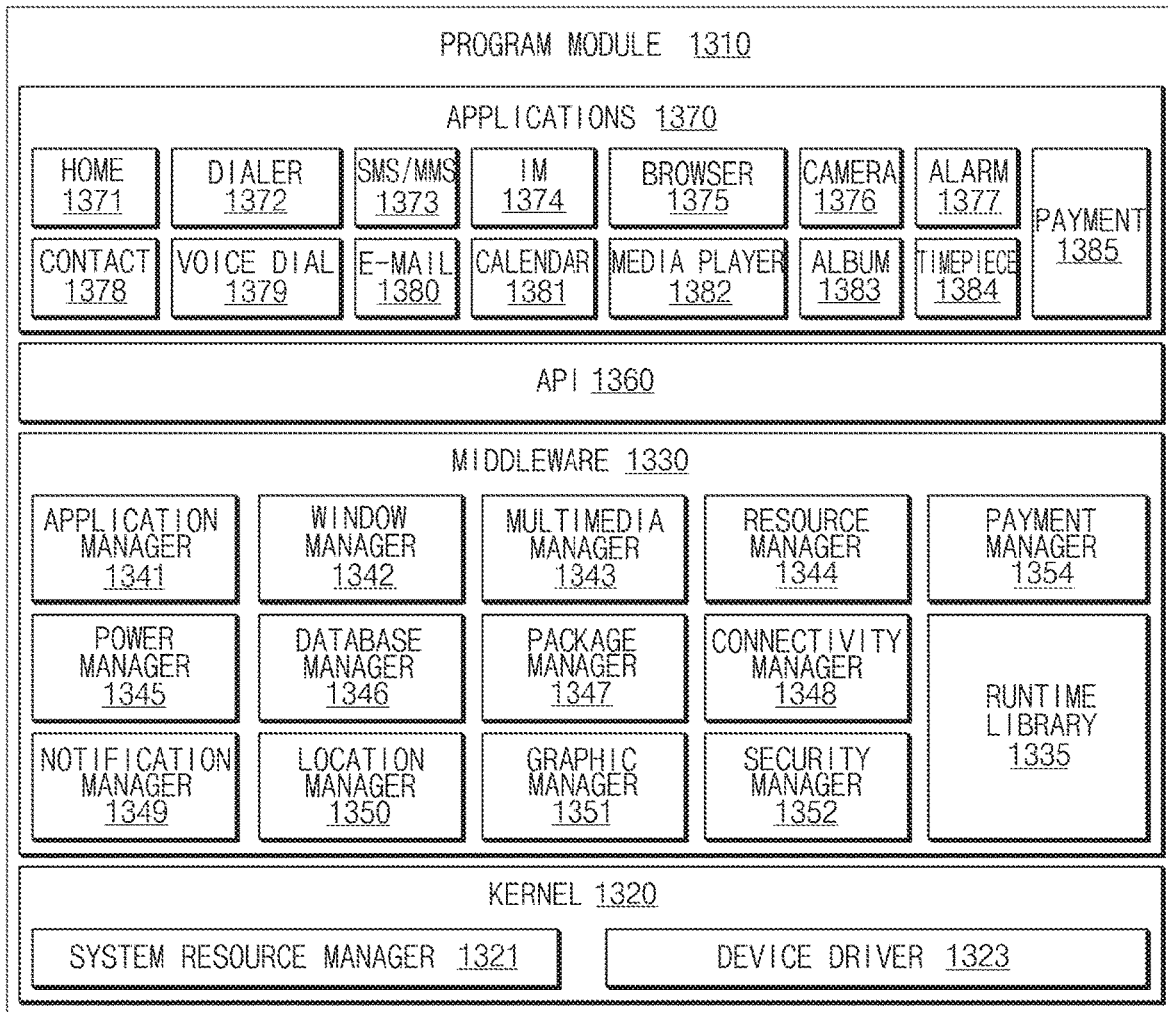 PROGRAM MODULE 1310
APPLICATIONS 1370
HOME
1371
DIALER
1372
SMS/MMS
1373
IM
1374
BROWSER
1375
CAMERA
1376
ALARM
1377
PAYMENT
1385
CONTACT
1378
VOICE DIAL
1379
E-MAIL
1380
CALENDAR
1381
MEDIA PLAYER
1382
ALBUM
1383
TIMEPIECE
1384
API 1360
MIDDLEWARE 1330
APPLICATION
MANAGER
1341
WINDOW
MANAGER
1342
MULTIMEDIA
MANAGER
1343
RESOURCE
MANAGER
1344
PAYMENT
MANAGER
1354
POWER
MANAGER
1345
DATABASE
MANAGER
1346
PACKAGE
MANAGER
1347
CONNECTIVITY
MANAGER
1348
RUNTIME
LIBRARY
1335
NOTIFICATION
MANAGER
1349
LOCATION
MANAGER
1350
GRAPHIC
MANAGER
1351
SECURITY
MANAGER
1352
KERNEL 1320
SYSTEM RESOURCE MANAGER 1321
DEVICE DRIVER 1323